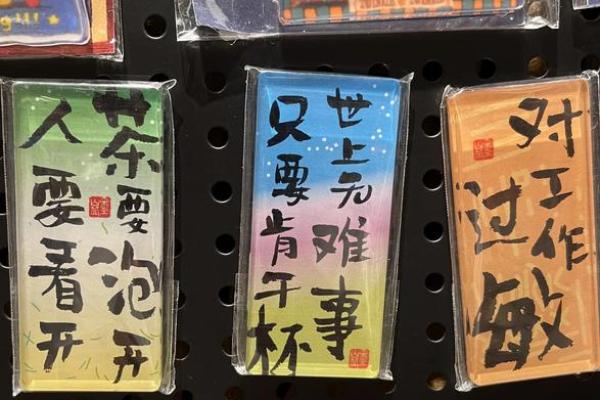 茶要泡开
人要看开
世上无难事
只要肯干杯
对工作
过敏